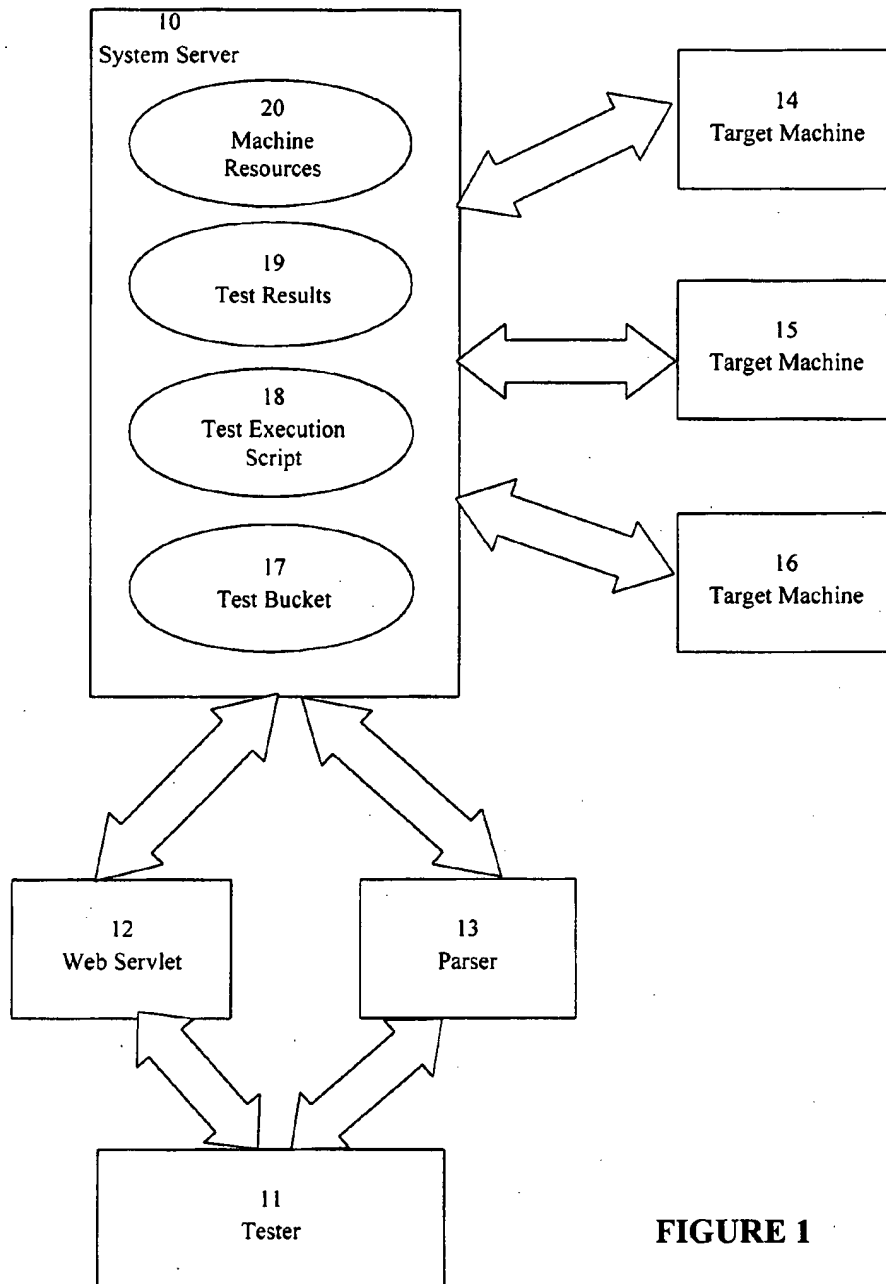 10
System Server
20
Machine
Resources
19
Test Results
18
Test Execution
Script
17
Test Bucket
14
Target Machine
15
Target Machine
16
Target Machine
12
Web Servlet
13
Parser
11
Tester
FIGURE 1